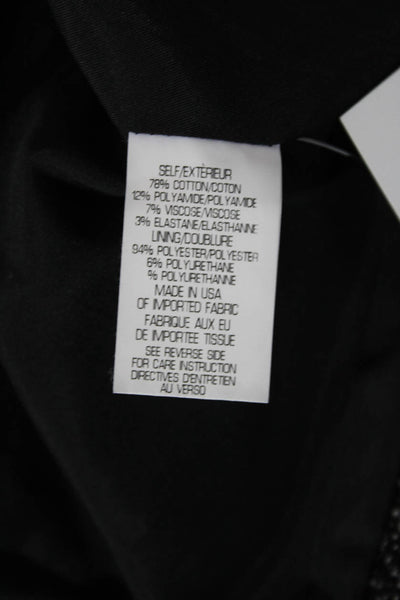 SELF/EXTÈRIEUR
78% COTTON/COTON
12% POLYAMIDE/POLYAMIDE
7% VISCOSE/VISCOSE
3% ELASTANE/ELASTHANNE
LINING/DOUBLURE
94% POLYESTER/POLYESTER
6% POLYURETHANE
% POLYURETHANNE
MADE IN USA
OF IMPORTED FABRIC
FABRIQUE AUX EU
DE IMPORTEE TISSUE
SEE REVERSE SIDE
FOR CARE INSTRUCTION
DIRECTIVES D'ENTRETIEN
AU VERSO